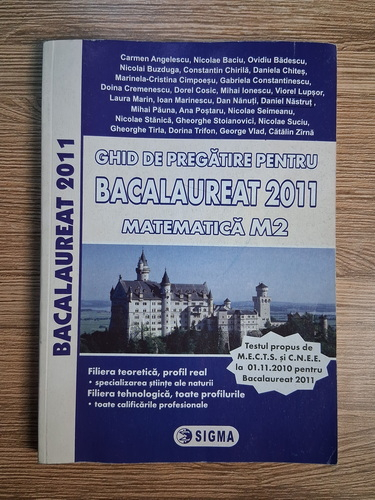 Carmen Angelescu, Nicolae Baciu, Ovidiu Bădescu,
Nicolai Buzduga, Constantin Chirilă, Daniela Chiteș,
Marinela-Cristina Cimpoeșu, Gabriela Constantinescu,
Doina Cremenescu, Dorel Cosic, Mihai Ionescu, Viorel Lupșor,
Laura Marin, Ioan Marinescu, Dan Nănuți, Daniel Năstruț,
Mihai Păuna, Ana Poștaru, Nicolae Seimeanu,
Nicolae Stănică, Gheorghe Stoianovici, Nicolae Suciu,
Gheorghe Tirla, Dorina Trifon, George Vlad, Cătălin Zîrnă
GHID DE PREGĂTIRE PENTRU
BACALAUREAT 2011
MATEMATICĂ M2
BACALAUREAT 2011
Testul propus de
M.E.C.T.S. și C.N.E.E.
la 01.11.2010 pentru
Bacalaureat 2011
Filiera teoretică, profil real
• specializarea științe ale naturii
Filiera tehnologică, toate profilurile
• toate calificările profesionale
SIGMA